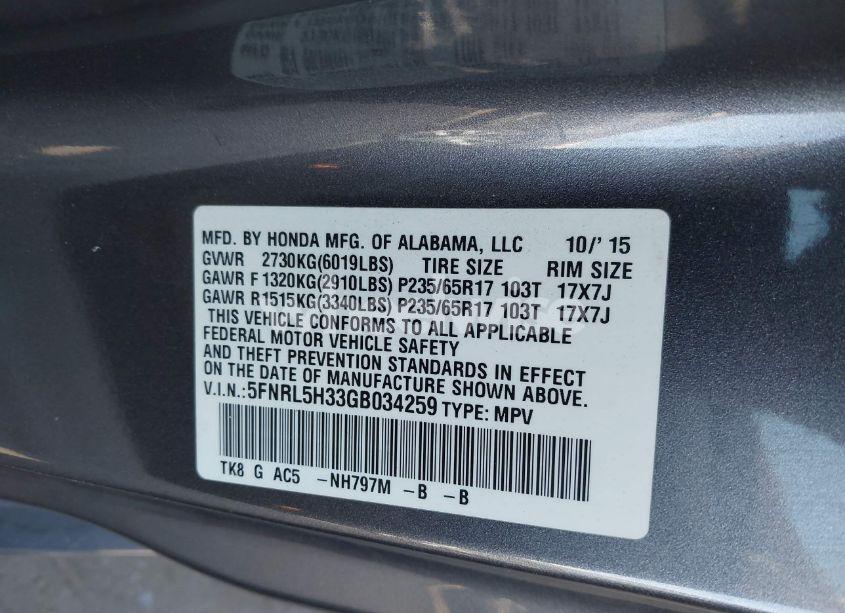 MFD. BY HONDA MFG. OF ALABAMA, LLC 10/'15
GVWR 2730KG(6019LBS) TIRE SIZE RIM SIZE
GAWR F 1320KG(2910LBS) P235/65R17 103T 17X7J
GAWR R1515KG(3340LBS) P235/65R17 103T 17X7J
THIS VEHICLE CONFORMS TO ALL APPLICABLE
FEDERAL MOTOR VEHICLE SAFETY
AND THEFT PREVENTION STANDARDS IN EFFECT
ON THE DATE OF MANUFACTURE SHOWN ABOVE.
V.I.N.:5FNRL5H33GB034259 TYPE: MPV
TK8 G AC5 -NH797M -B -B